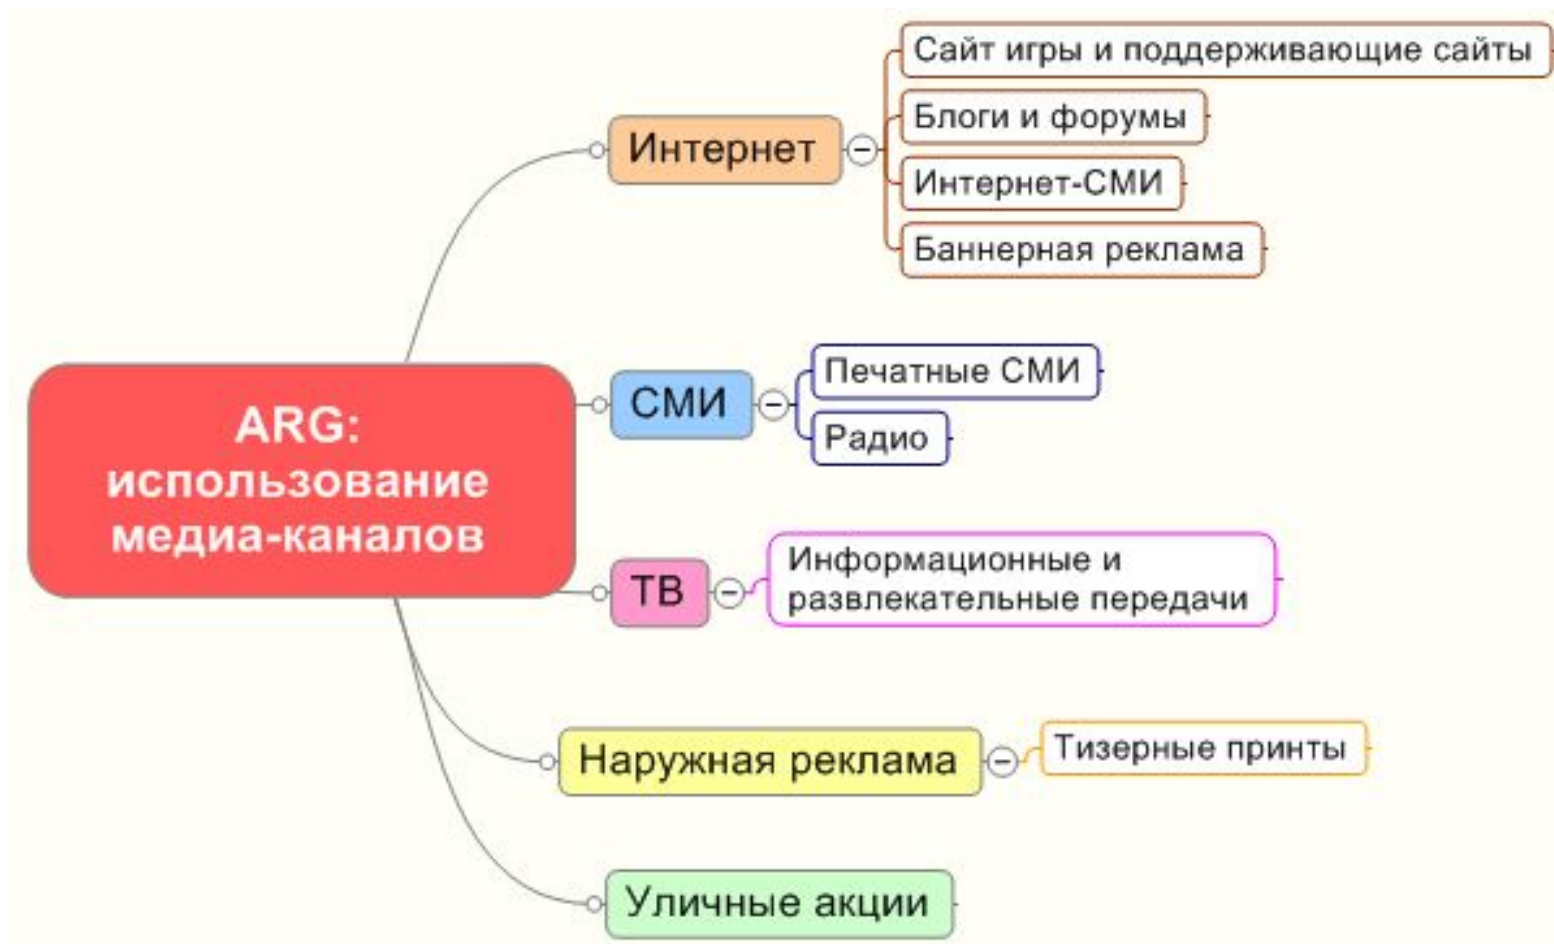 ARG:
использование
медиа-каналов
Интернет
Сайт игры и поддерживающие сайты
Блоги и форумы
Интернет-СМИ
Баннерная реклама
СМИ
Печатные СМИ
Радио
ТВ
Информационные и
развлекательные передачи
Наружная реклама
Тизерные принты
Уличные акции